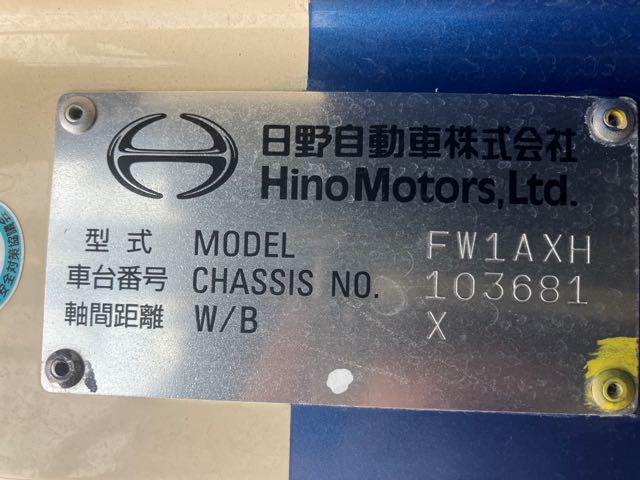 日野自動車株式会社
Hino Motors, Ltd.
型式 MODEL FW1AXH
車台番号 CHASSIS NO. 103681
軸間距離 W/B X